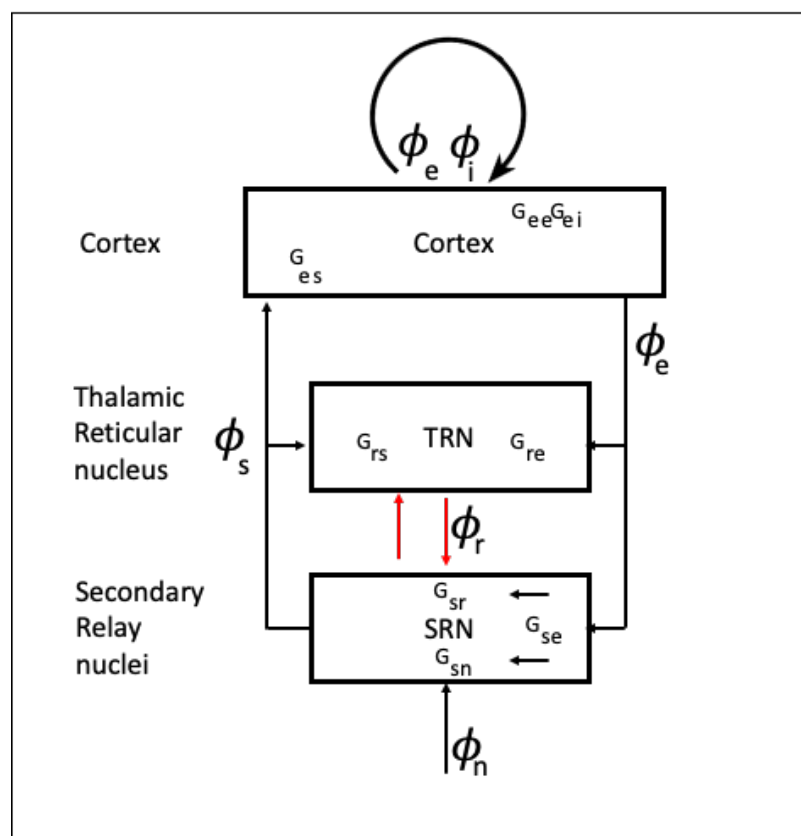 ϕe ϕi
Gee Gei
Cortex
Cortex
Ges
ϕe
Thalamic
Reticular
nucleus
ϕs
Grs
TRN
Gre
ϕr
Secondary
Relay
nuclei
Gsr
SRN
Gse
Gsn
ϕn